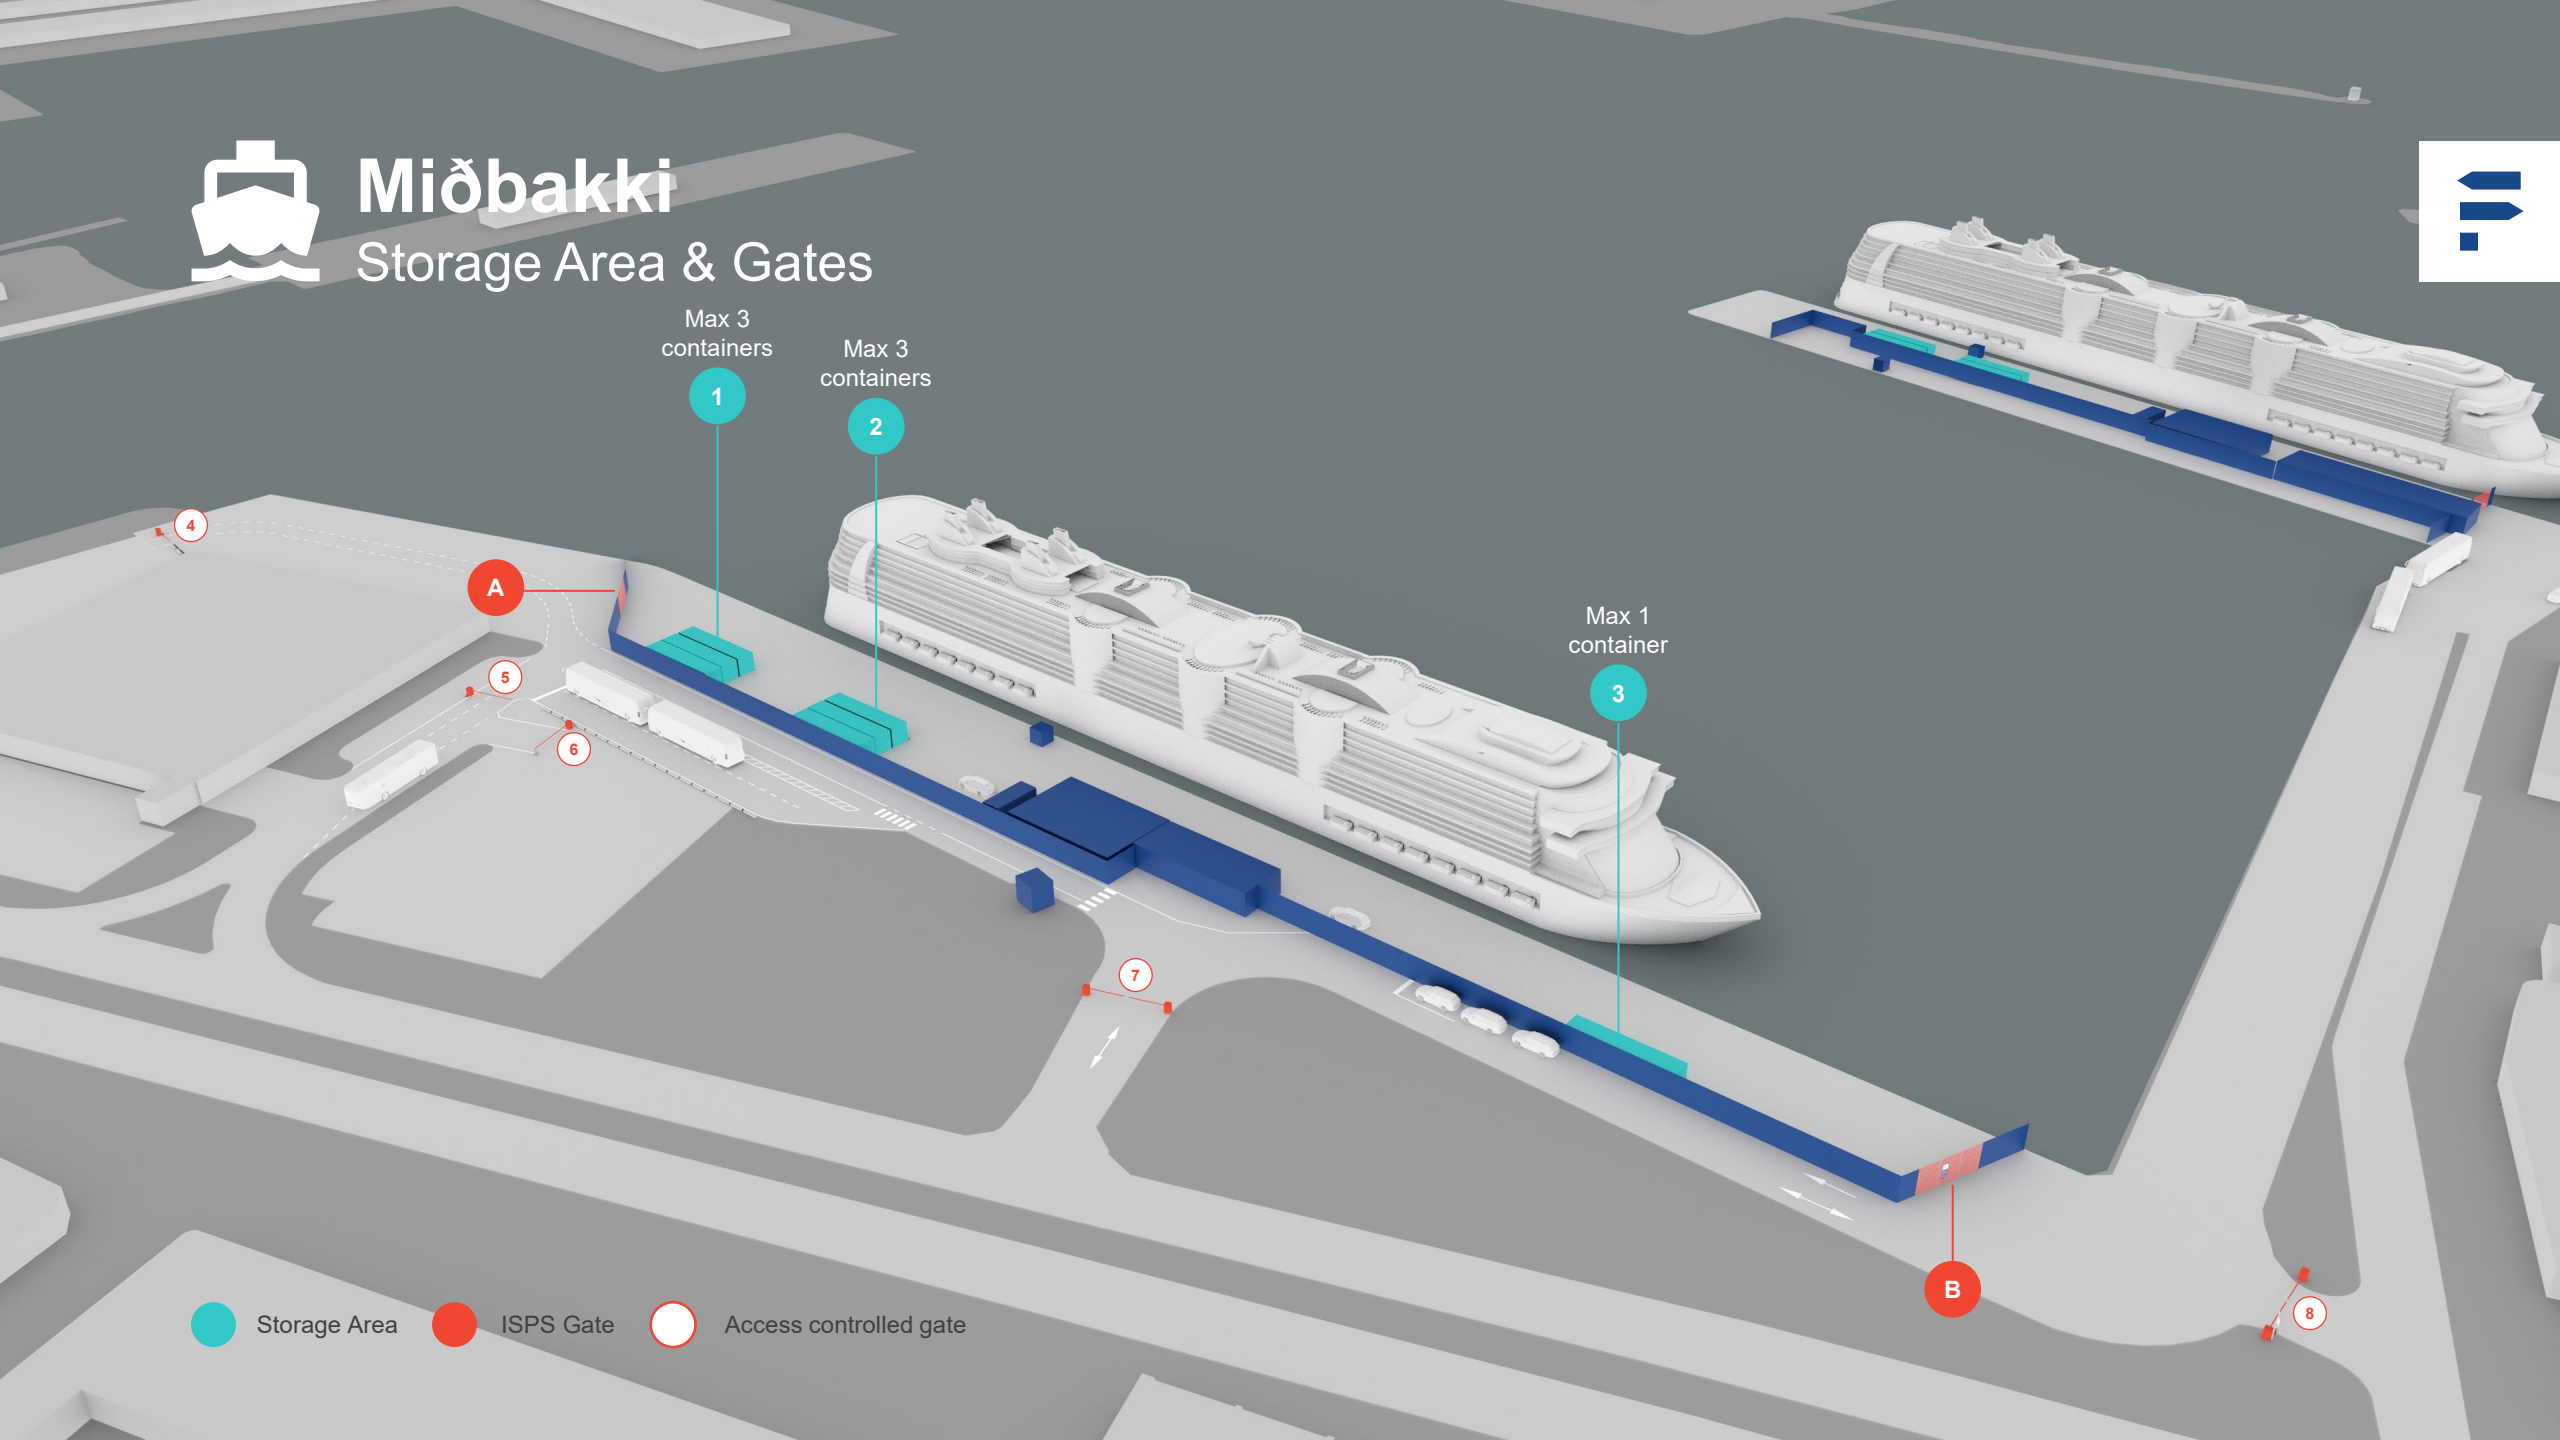 Miðbakki
Storage Area & Gates
Max 3
containers
1
Max 3
containers
2
Max 1
container
3
4
A
5
6
7
B
8
Storage Area
ISPS Gate
Access controlled gate